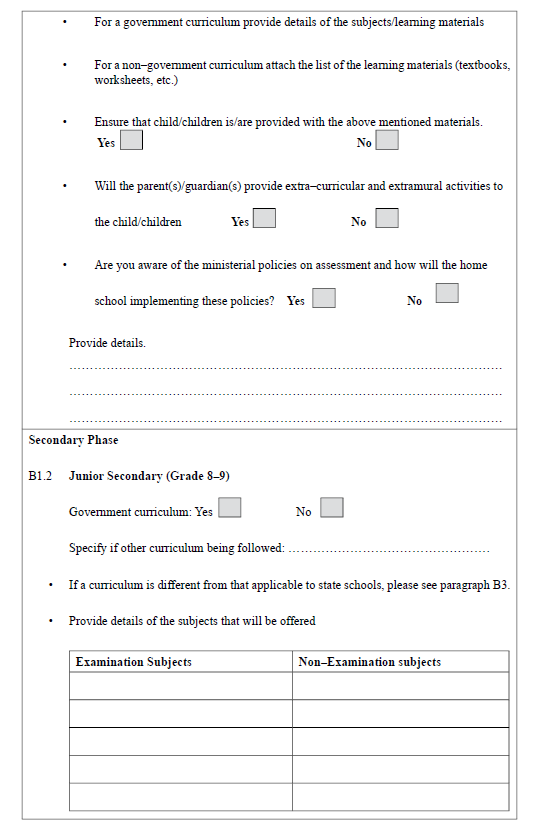 • For a government curriculum provide details of the subjects/learning materials
• For a non–government curriculum attach the list of the learning materials (textbooks,
worksheets, etc.)
• Ensure that child/children is/are provided with the above mentioned materials.
Yes No
• Will the parent(s)/guardian(s) provide extra–curricular and extramural activities to
the child/children Yes No
• Are you aware of the ministerial policies on assessment and how will the home
school implementing these policies? Yes No
Provide details.
....................................................................................................
....................................................................................................
....................................................................................................
Secondary Phase
B1.2 Junior Secondary (Grade 8–9)
Government curriculum: Yes No
Specify if other curriculum being followed: ..................................................
• If a curriculum is different from that applicable to state schools, please see paragraph B3.
• Provide details of the subjects that will be offered
Examination Subjects Non–Examination subjects